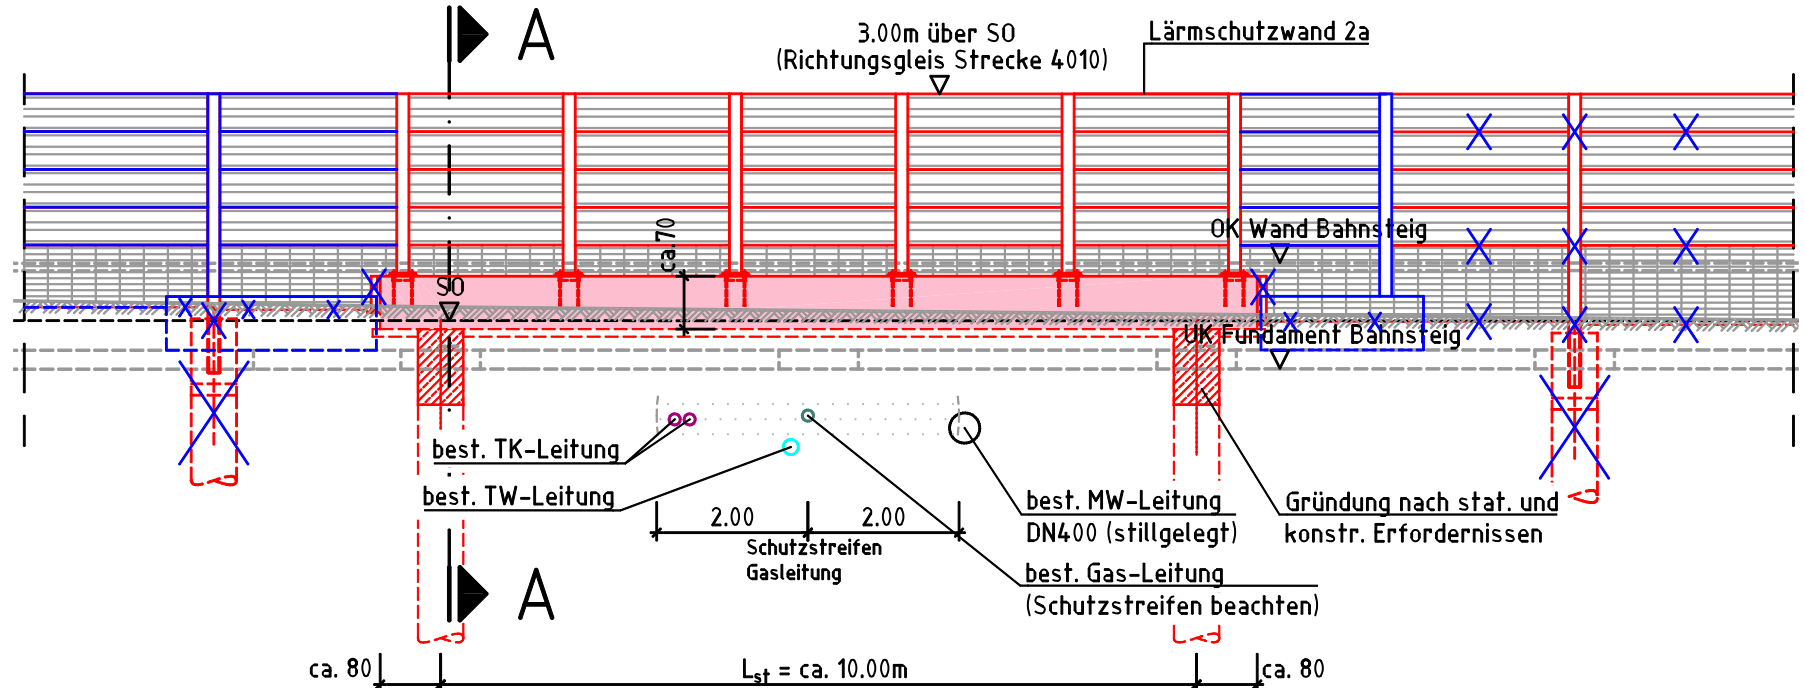 A
3.00m über SO
(Richtungsgleis Strecke 4010)
Lärmschutzwand 2a
OK Wand Bahnsteig
ca.70
SO
UK Fundament Bahnsteig
best. TK-Leitung
best. TW-Leitung
2.00
2.00
Schutzstreifen
Gasleitung
best. MW-Leitung
DN400 (stillgelegt)
Gründung nach stat. und
konstr. Erfordernissen
best. Gas-Leitung
(Schutzstreifen beachten)
A
ca. 80
Lst = ca. 10.00m
ca. 80